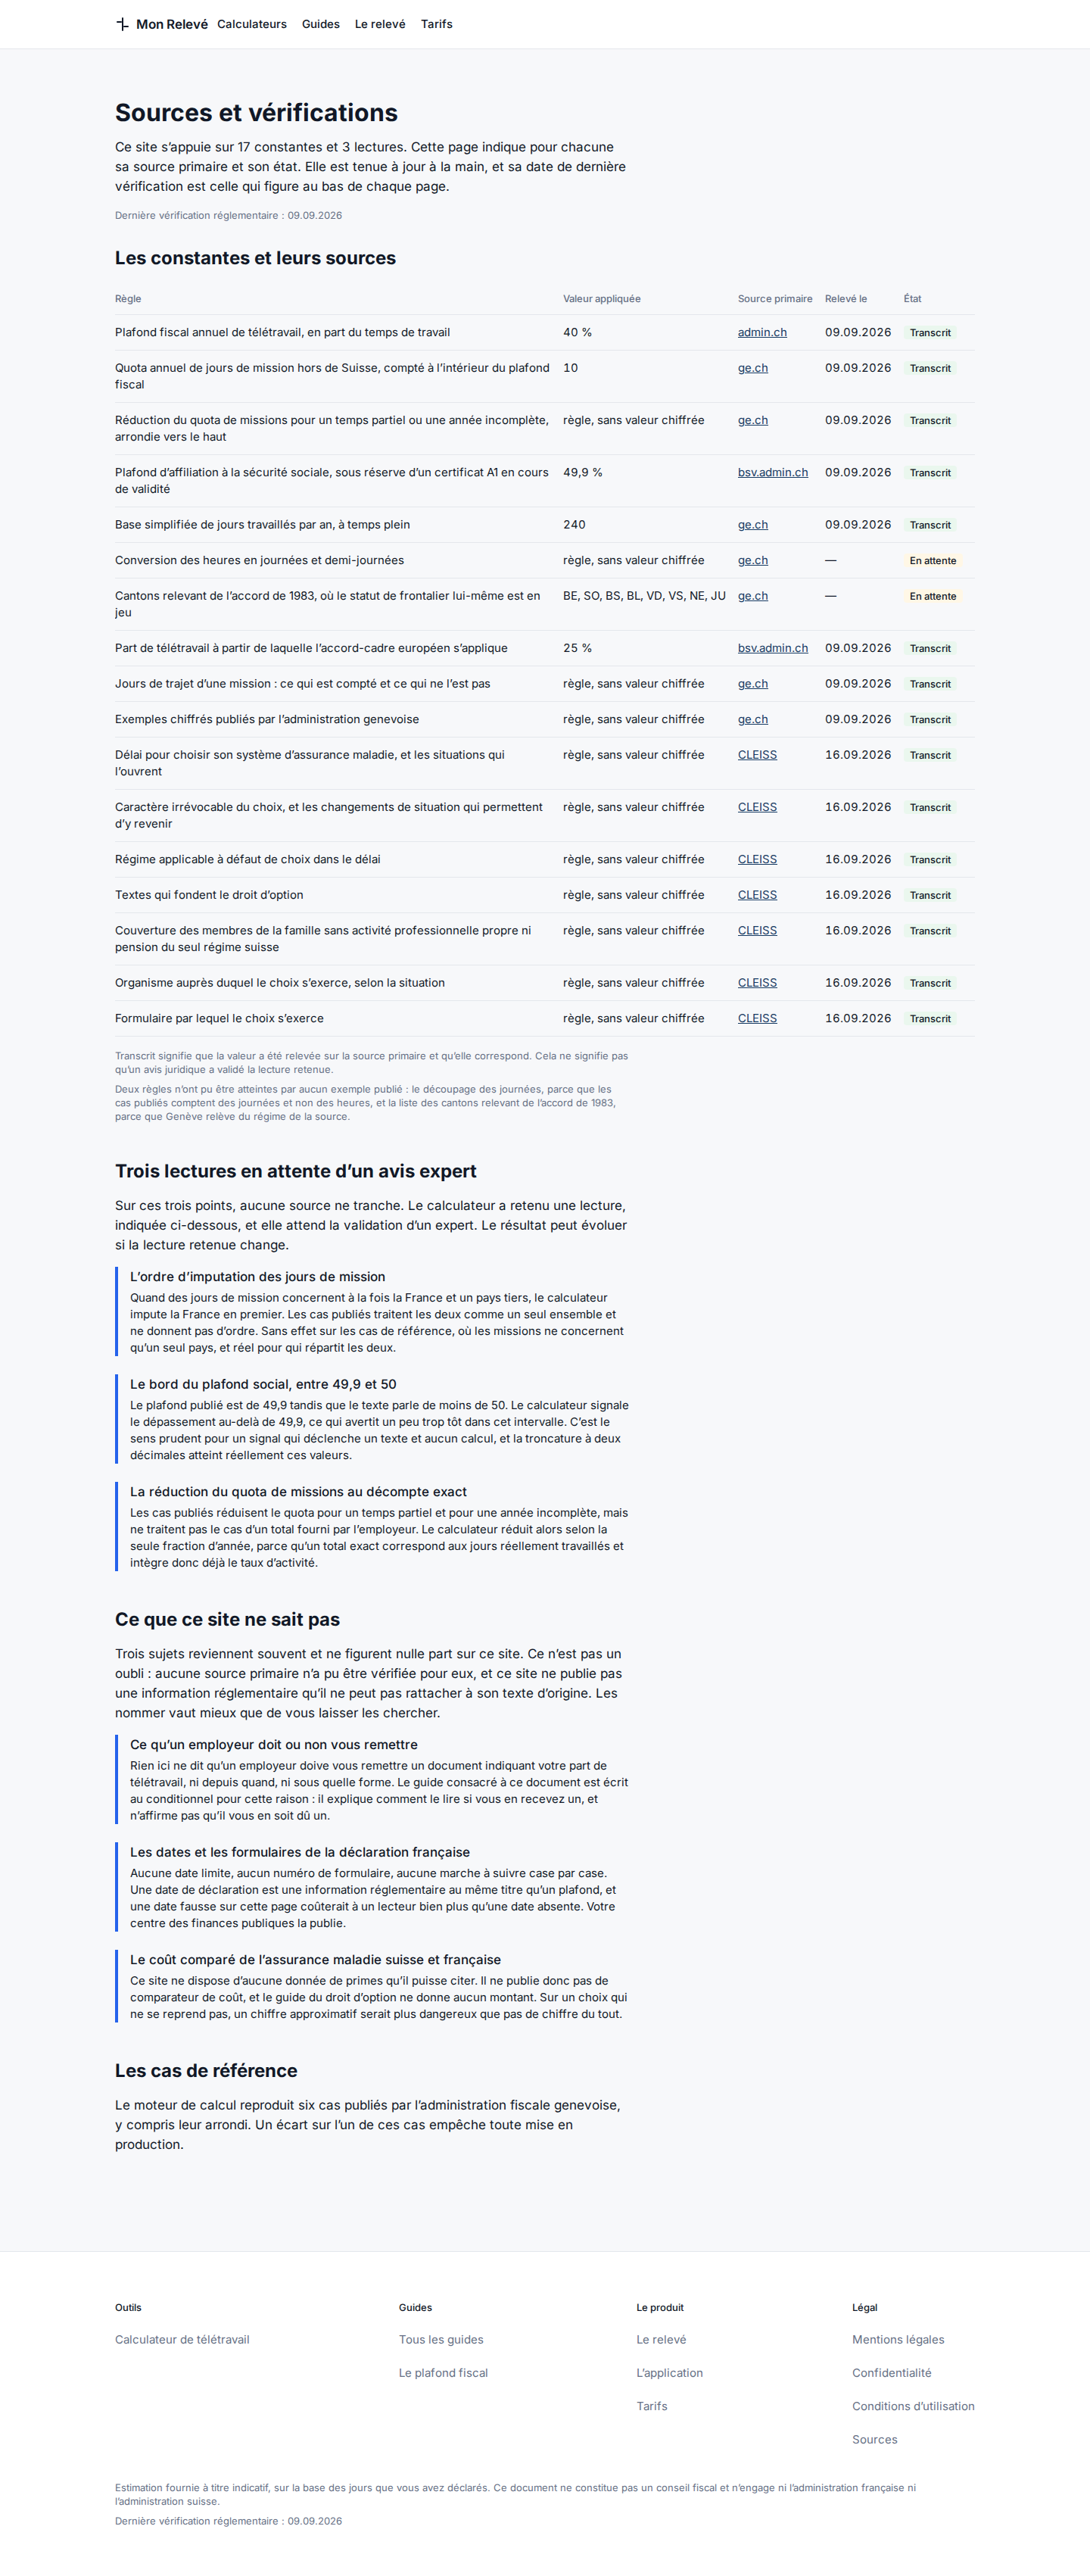 Mon Relevé Calculateurs Guides Le relevé Tarifs
Sources et vérifications
Ce site s’appuie sur 17 constantes et 3 lectures. Cette page indique pour chacune
sa source primaire et son état. Elle est tenue à jour à la main, et sa date de dernière
vérification est celle qui figure au bas de chaque page.
Dernière vérification réglementaire : 09.09.2026
Les constantes et leurs sources
Règle Valeur appliquée Source primaire Relevé le État
Plafond fiscal annuel de télétravail, en part du temps de travail 40 % admin.ch 09.09.2026 Transcrit
Quota annuel de jours de mission hors de Suisse, compté à l’intérieur du plafond 10 ge.ch 09.09.2026 Transcrit
fiscal
Réduction du quota de missions pour un temps partiel ou une année incomplète, règle, sans valeur chiffrée ge.ch 09.09.2026 Transcrit
arrondie vers le haut
Plafond d’affiliation à la sécurité sociale, sous réserve d’un certificat A1 en cours 49,9 % bsv.admin.ch 09.09.2026 Transcrit
de validité
Base simplifiée de jours travaillés par an, à temps plein 240 ge.ch 09.09.2026 Transcrit
Conversion des heures en journées et demi-journées règle, sans valeur chiffrée ge.ch — En attente
Cantons relevant de l’accord de 1983, où le statut de frontalier lui-même est en BE, SO, BS, BL, VD, VS, NE, JU ge.ch — En attente
jeu
Part de télétravail à partir de laquelle l’accord-cadre européen s’applique 25 % bsv.admin.ch 09.09.2026 Transcrit
Jours de trajet d’une mission : ce qui est compté et ce qui ne l’est pas règle, sans valeur chiffrée ge.ch 09.09.2026 Transcrit
Exemples chiffrés publiés par l’administration genevoise règle, sans valeur chiffrée ge.ch 09.09.2026 Transcrit
Délai pour choisir son système d’assurance maladie, et les situations qui règle, sans valeur chiffrée CLEISS 16.09.2026 Transcrit
l’ouvrent
Caractère irrévocable du choix, et les changements de situation qui permettent règle, sans valeur chiffrée CLEISS 16.09.2026 Transcrit
d’y revenir
Régime applicable à défaut de choix dans le délai règle, sans valeur chiffrée CLEISS 16.09.2026 Transcrit
Textes qui fondent le droit d’option règle, sans valeur chiffrée CLEISS 16.09.2026 Transcrit
Couverture des membres de la famille sans activité professionnelle propre ni règle, sans valeur chiffrée CLEISS 16.09.2026 Transcrit
pension du seul régime suisse
Organisme auprès duquel le choix s’exerce, selon la situation règle, sans valeur chiffrée CLEISS 16.09.2026 Transcrit
Formulaire par lequel le choix s’exerce règle, sans valeur chiffrée CLEISS 16.09.2026 Transcrit
Transcrit signifie que la valeur a été relevée sur la source primaire et qu’elle correspond. Cela ne signifie pas
qu’un avis juridique a validé la lecture retenue.
Deux règles n’ont pu être atteintes par aucun exemple publié : le découpage des journées, parce que les
cas publiés comptent des journées et non des heures, et la liste des cantons relevant de l’accord de 1983,
parce que Genève relève du régime de la source.
Trois lectures en attente d’un avis expert
Sur ces trois points, aucune source ne tranche. Le calculateur a retenu une lecture,
indiquée ci-dessous, et elle attend la validation d’un expert. Le résultat peut évoluer
si la lecture retenue change.
L’ordre d’imputation des jours de mission
Quand des jours de mission concernent à la fois la France et un pays tiers, le calculateur
impute la France en premier. Les cas publiés traitent les deux comme un seul ensemble et
ne donnent pas d’ordre. Sans effet sur les cas de référence, où les missions ne concernent
qu’un seul pays, et réel pour qui répartit les deux.
Le bord du plafond social, entre 49,9 et 50
Le plafond publié est de 49,9 tandis que le texte parle de moins de 50. Le calculateur signale
le dépassement au-delà de 49,9, ce qui avertit un peu trop tôt dans cet intervalle. C’est le
sens prudent pour un signal qui déclenche un texte et aucun calcul, et la troncature à deux
décimales atteint réellement ces valeurs.
La réduction du quota de missions au décompte exact
Les cas publiés réduisent le quota pour un temps partiel et pour une année incomplète, mais
ne traitent pas le cas d’un total fourni par l’employeur. Le calculateur réduit alors selon la
seule fraction d’année, parce qu’un total exact correspond aux jours réellement travaillés et
intègre donc déjà le taux d’activité.
Ce que ce site ne sait pas
Trois sujets reviennent souvent et ne figurent nulle part sur ce site. Ce n’est pas un
oubli : aucune source primaire n’a pu être vérifiée pour eux, et ce site ne publie pas
une information réglementaire qu’il ne peut pas rattacher à son texte d’origine. Les
nommer vaut mieux que de vous laisser les chercher.
Ce qu’un employeur doit ou non vous remettre
Rien ici ne dit qu’un employeur doive vous remettre un document indiquant votre part de
télétravail, ni depuis quand, ni sous quelle forme. Le guide consacré à ce document est écrit
au conditionnel pour cette raison : il explique comment le lire si vous en recevez un, et
n’affirme pas qu’il vous en soit dû un.
Les dates et les formulaires de la déclaration française
Aucune date limite, aucun numéro de formulaire, aucune marche à suivre case par case.
Une date de déclaration est une information réglementaire au même titre qu’un plafond, et
une date fausse sur cette page coûterait à un lecteur bien plus qu’une date absente. Votre
centre des finances publiques la publie.
Le coût comparé de l’assurance maladie suisse et française
Ce site ne dispose d’aucune donnée de primes qu’il puisse citer. Il ne publie donc pas de
comparateur de coût, et le guide du droit d’option ne donne aucun montant. Sur un choix qui
ne se reprend pas, un chiffre approximatif serait plus dangereux que pas de chiffre du tout.
Les cas de référence
Le moteur de calcul reproduit six cas publiés par l’administration fiscale genevoise,
y compris leur arrondi. Un écart sur l’un de ces cas empêche toute mise en
production.
Outils Guides Le produit Légal
Calculateur de télétravail Tous les guides Le relevé Mentions légales
Le plafond fiscal L’application Confidentialité
Tarifs Conditions d’utilisation
Sources
Estimation fournie à titre indicatif, sur la base des jours que vous avez déclarés. Ce document ne constitue pas un conseil fiscal et n’engage ni l’administration française ni
l’administration suisse.
Dernière vérification réglementaire : 09.09.2026